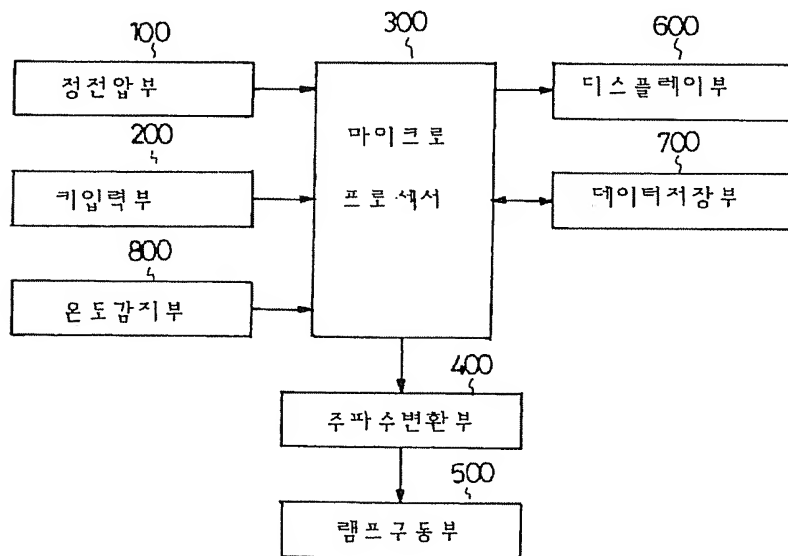 100
정전압부
200
키입력부
800
온도감지부
300
마이크로
프로세서
600
디스플레이부
700
데이터저장부
400
주파수변환부
500
램프구동부